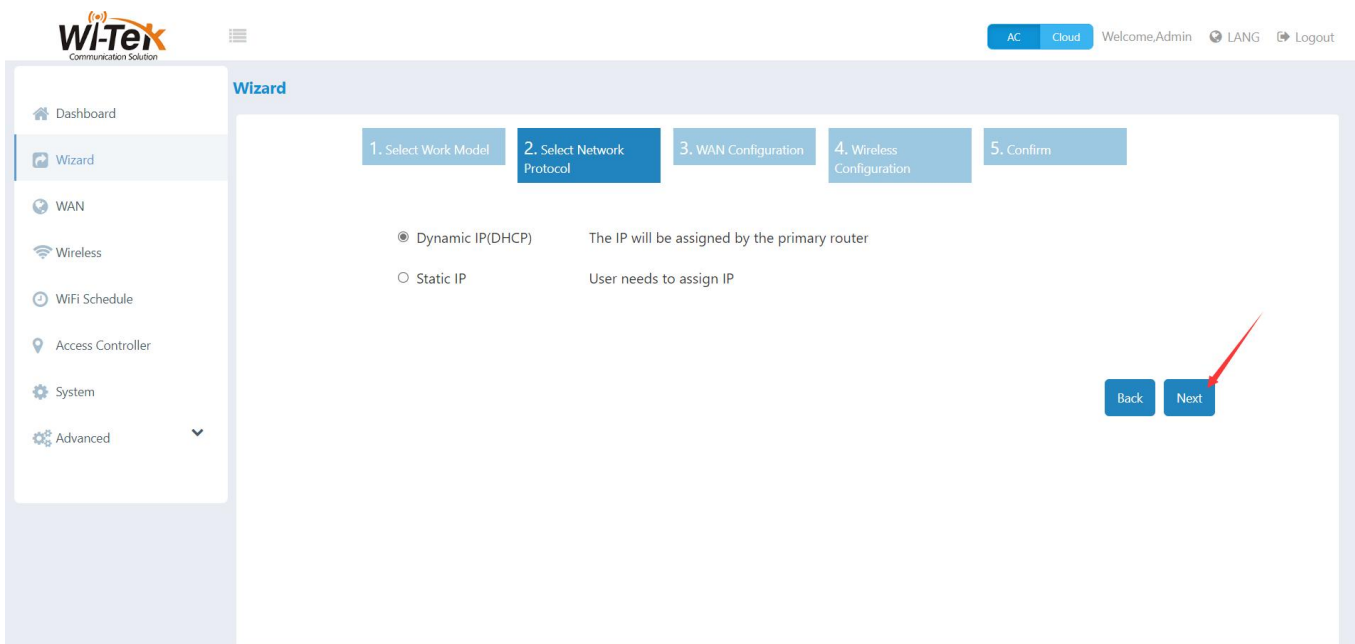 Wi-Tek
Communication Solution
AC Cloud Welcome,Admin LANG Logout
Wizard
Dashboard
Wizard
WAN
Wireless
WiFi Schedule
Access Controller
System
Advanced
1. Select Work Model
2. Select Network
Protocol
3. WAN Configuration
4. Wireless
Configuration
5. Confirm
Dynamic IP(DHCP) The IP will be assigned by the primary router
Static IP User needs to assign IP
Back Next